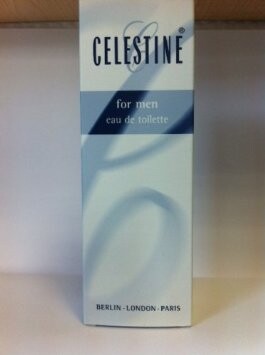 CELESTINE®
for men
eau de toilette
BERLIN - LONDON - PARIS